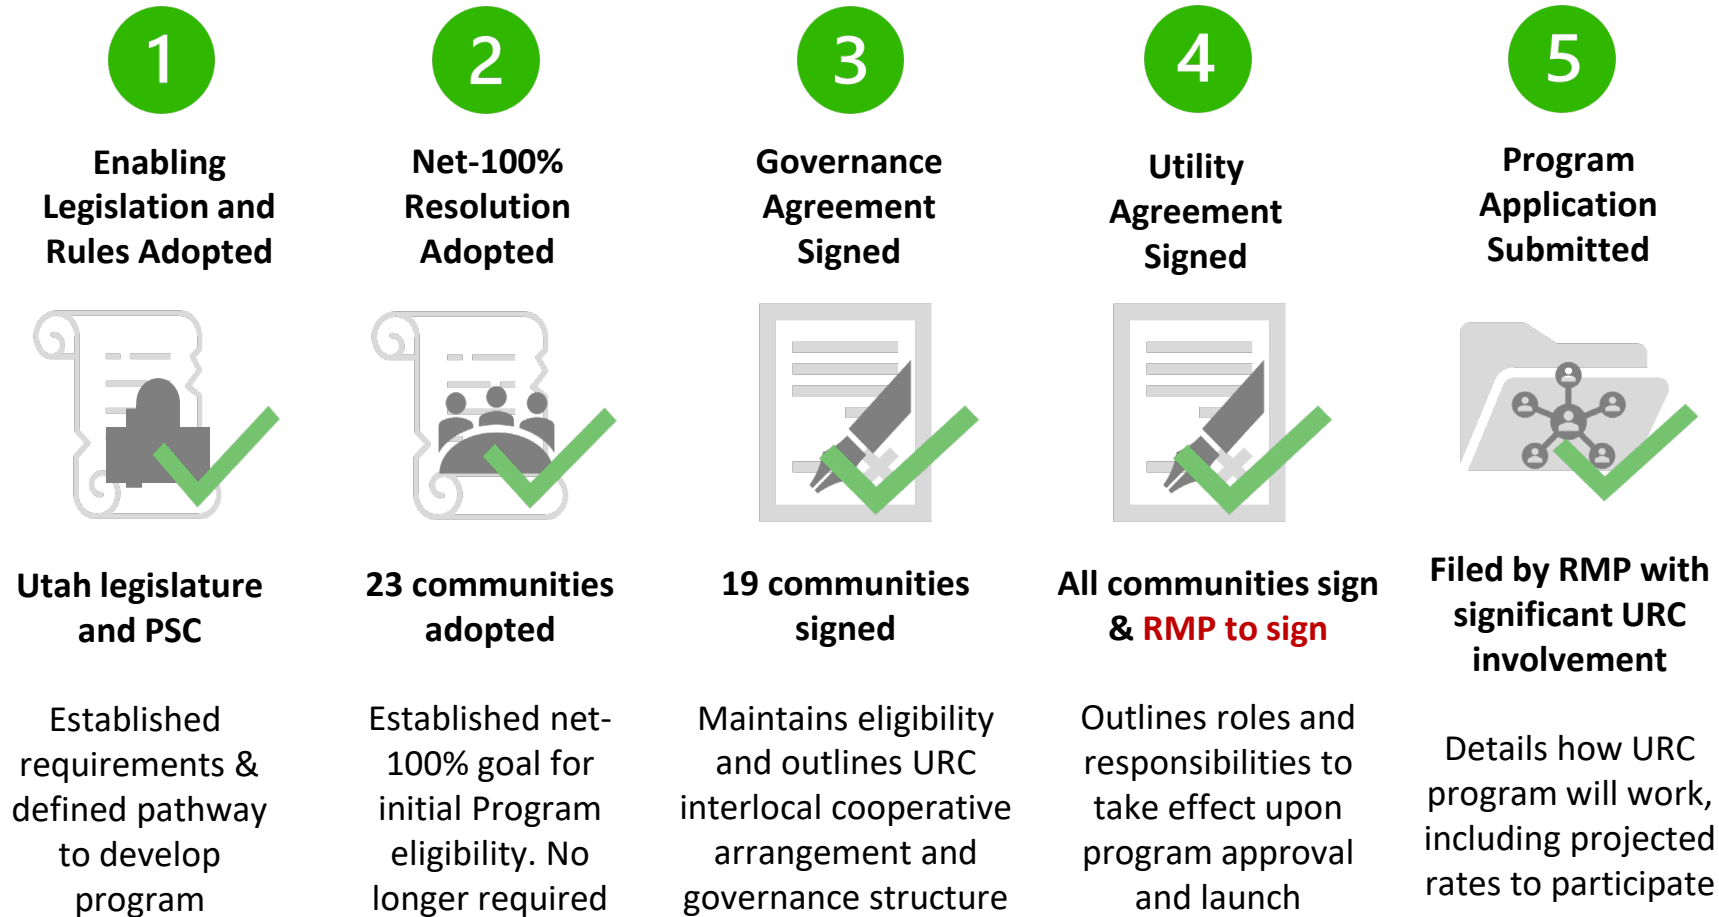 1
Enabling
Legislation and
Rules Adopted
Utah legislature
and PSC
Established
requirements &
defined pathway
to develop
program
2
Net-100%
Resolution
Adopted
23 communities
adopted
Established net-
100% goal for
initial Program
eligibility. No
longer required
3
Governance
Agreement
Signed
19 communities
signed
Maintains eligibility
and outlines URC
interlocal cooperative
arrangement and
governance structure
4
Utility
Agreement
Signed
All communities sign
& RMP to sign
Outlines roles and
responsibilities to
take effect upon
program approval
and launch
5
Program
Application
Submitted
Filed by RMP with
significant URC
involvement
Details how URC
program will work,
including projected
rates to participate